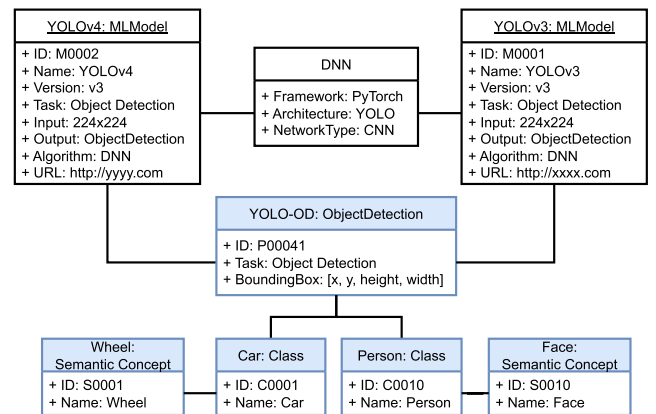 YOLOv4: MLModel
+ ID: M0002
+ Name: YOLOv4
+ Version: v3
+ Task: Object Detection
+ Input: 224x224
+ Output: ObjectDetection
+ Algorithm: DNN
+ URL: http://yyyy.com
DNN
+ Framework: PyTorch
+ Architecture: YOLO
+ NetworkType: CNN
YOLOv3: MLModel
+ ID: M0001
+ Name: YOLOv3
+ Version: v3
+ Task: Object Detection
+ Input: 224x224
+ Output: ObjectDetection
+ Algorithm: DNN
+ URL: http://xxxx.com
YOLO-OD: ObjectDetection
+ ID: P00041
+ Task: Object Detection
+ BoundingBox: [x, y, height, width]
Wheel:
Semantic Concept
+ ID: S0001
+ Name: Wheel
Car: Class
+ ID: C0001
+ Name: Car
Person: Class
+ ID: C0010
+ Name: Person
Face:
Semantic Concept
+ ID: S0010
+ Name: Face